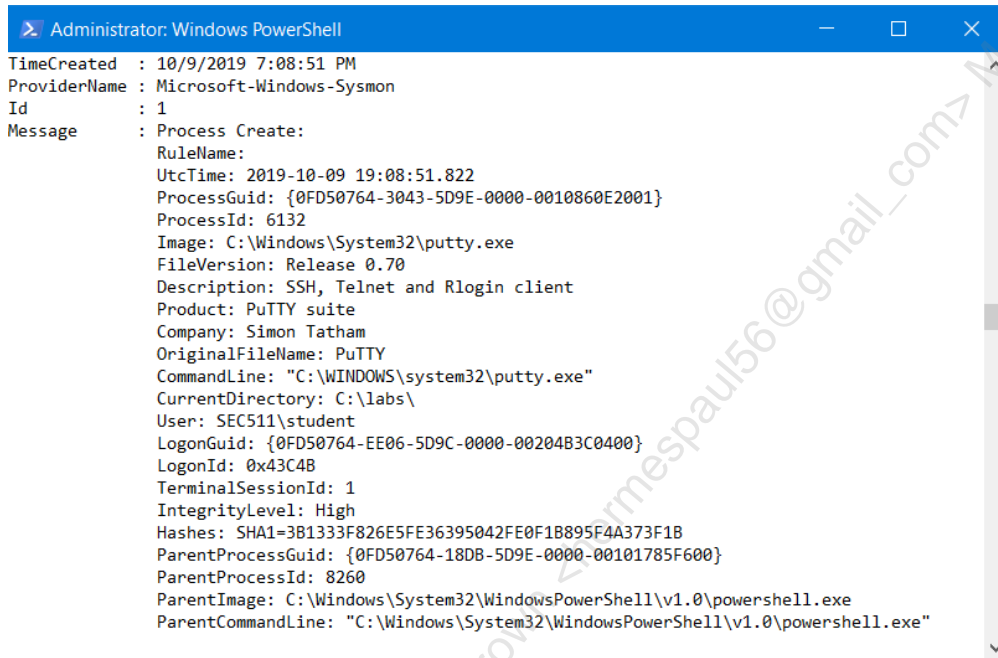 Administrator: Windows PowerShell
TimeCreated : 10/9/2019 7:08:51 PM
ProviderName : Microsoft-Windows-Sysmon
Id : 1
Message : Process Create:
RuleName:
UtcTime: 2019-10-09 19:08:51.822
ProcessGuid: {0FD50764-3043-5D9E-0000-0010860E2001}
ProcessId: 6132
Image: C:\Windows\System32\putty.exe
FileVersion: Release 0.70
Description: SSH, Telnet and Rlogin client
Product: PuTTY suite
Company: Simon Tatham
OriginalFileName: PuTTY
CommandLine: "C:\WINDOWS\system32\putty.exe"
CurrentDirectory: C:\labs\
User: SEC511\student
LogonGuid: {0FD50764-EE06-5D9C-0000-00204B3C0400}
LogonId: 0x43C4B
TerminalSessionId: 1
IntegrityLevel: High
Hashes: SHA1=3B1333F826E5FE36395042FE0F1B895F4A373F1B
ParentProcessGuid: {0FD50764-18DB-5D9E-0000-00101785F600}
ParentProcessId: 8260
ParentImage: C:\Windows\System32\WindowsPowerShell\v1.0\powershell.exe
ParentCommandLine: "C:\Windows\System32\WindowsPowerShell\v1.0\powershell.exe"